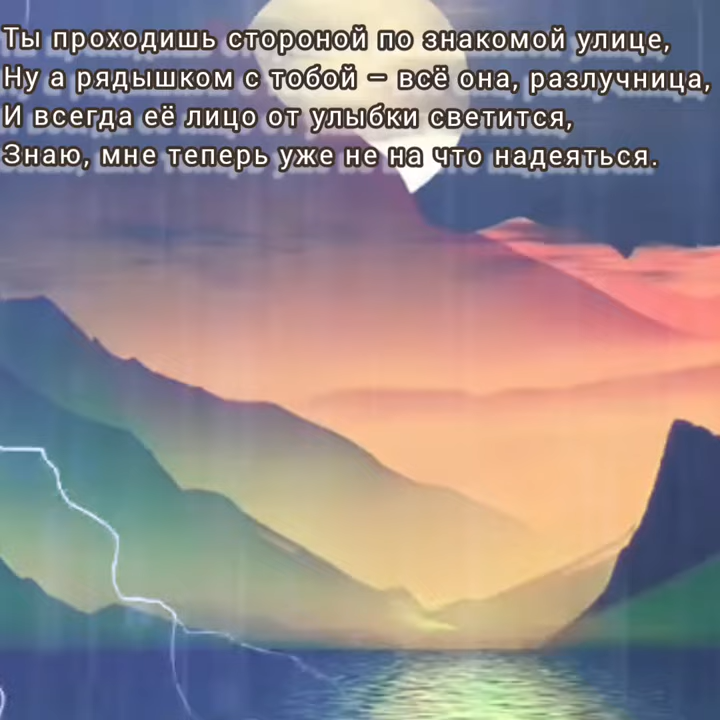 Ты проходишь стороной по знакомой улице,
Ну а рядышком с тобой – всё она, разлучница,
И всегда её лицо от улыбки светится,
Знаю, мне теперь уже не на что надеяться.